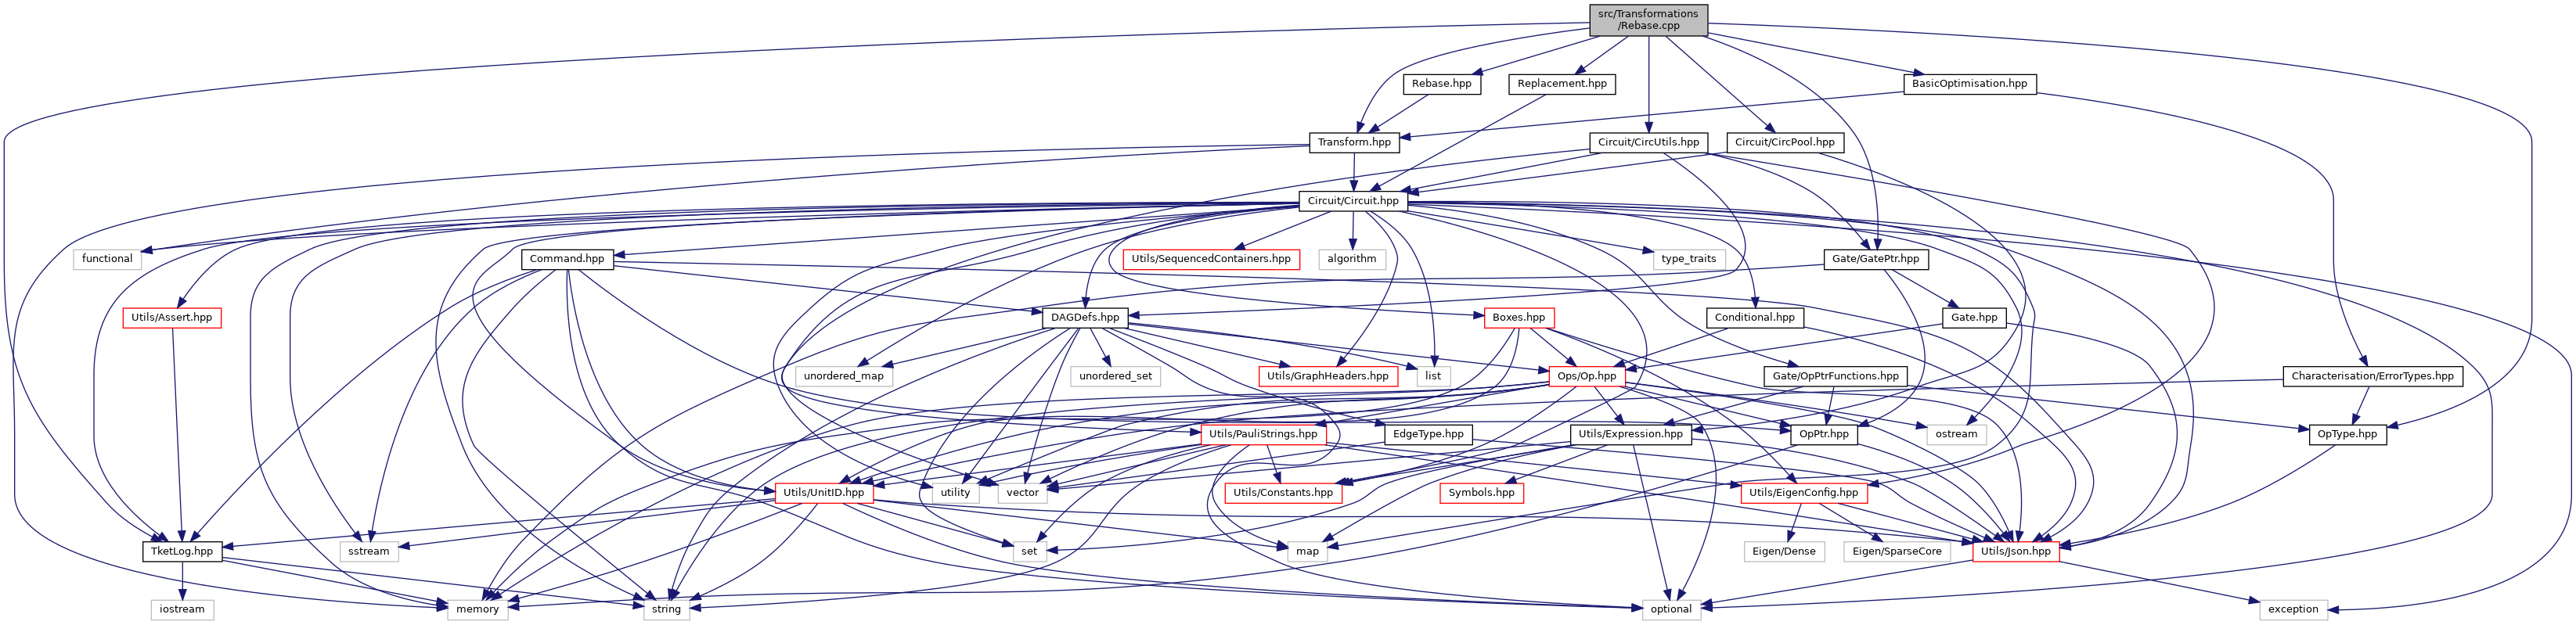 src/Transformations
/Rebase.cpp
Rebase.hpp
Replacement.hpp
BasicOptimisation.hpp
Transform.hpp
Circuit/CircUtils.hpp
Circuit/CircPool.hpp
Circuit/Circuit.hpp
functional
Command.hpp
Utils/SequencedContainers.hpp
algorithm
type_traits
Gate/GatePtr.hpp
Utils/Assert.hpp
DAGDefs.hpp
Boxes.hpp
Conditional.hpp
Gate.hpp
unordered_map
unordered_set
Utils/GraphHeaders.hpp
list
Ops/Op.hpp
Gate/OpPtrFunctions.hpp
Characterisation/ErrorTypes.hpp
Utils/PauliStrings.hpp
EdgeType.hpp
Utils/Expression.hpp
OpPtr.hpp
ostream
OpType.hpp
Utils/UnitID.hpp
utility
vector
Utils/Constants.hpp
Symbols.hpp
Utils/EigenConfig.hpp
TketLog.hpp
sstream
set
map
Eigen/Dense
Eigen/SparseCore
Utils/Json.hpp
iostream
memory
string
optional
exception